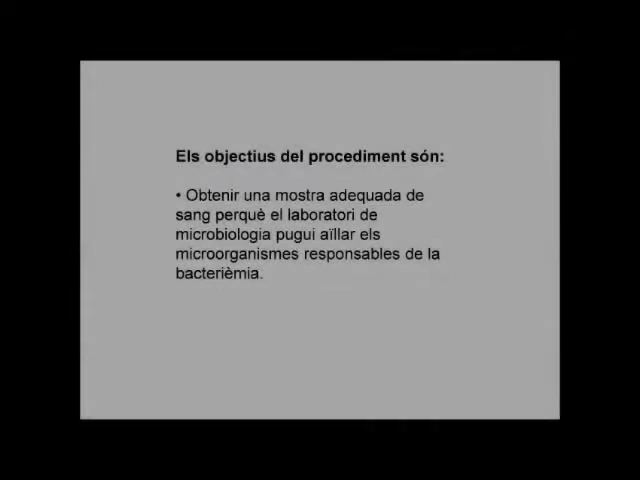 Els objectius del procediment són:
• Obtenir una mostra adequada de
sang perquè el laboratori de
microbiologia pugui aïllar els
microorganismes responsables de la
bacterièmia.